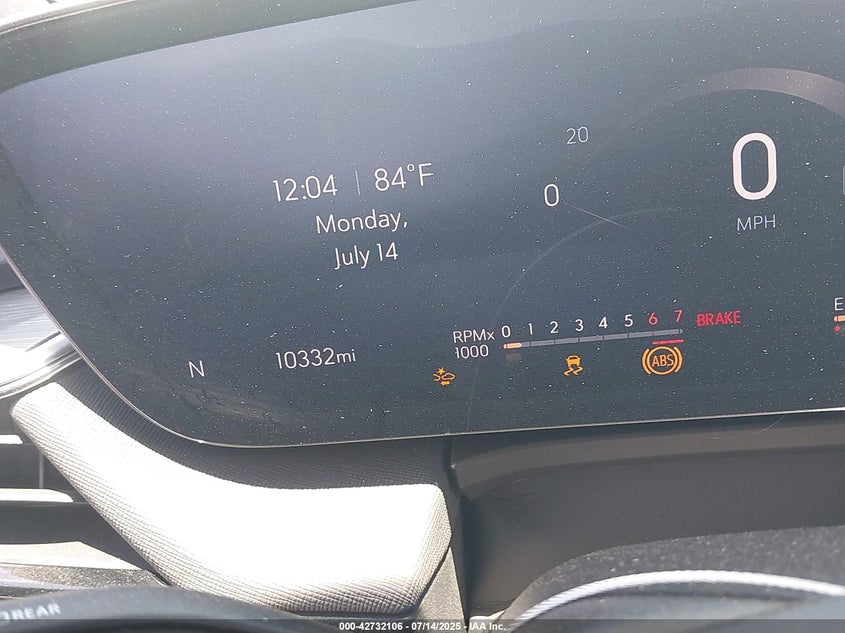 20
12:04 | 84°F
0
0
Monday,
MPH
July 14
E
RPMx
1000
0 1 2 3 4 5 6 7
BRAKE
N
10332mi
ABS
REAR
000-42732106 - 07/14/2025 - IAA Inc.